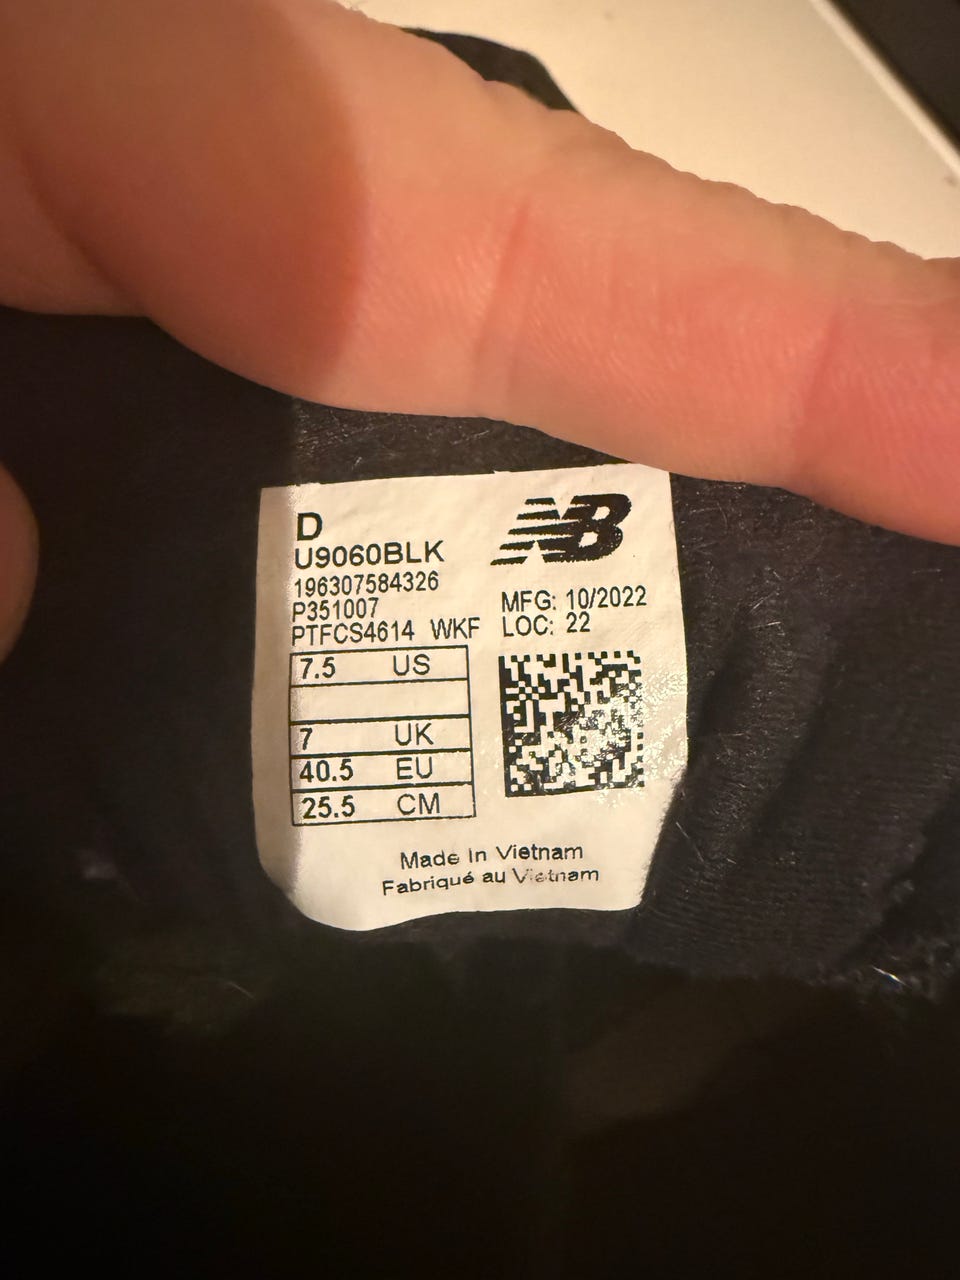 D
U9060BLK
196307584326
P351007
PTFCS4614 WKF
NB
MFG: 10/2022
LOC: 22
7.5 US
7 UK
40.5 EU
25.5 CM
Made In Vietnam
Fabriqué au Vietnam